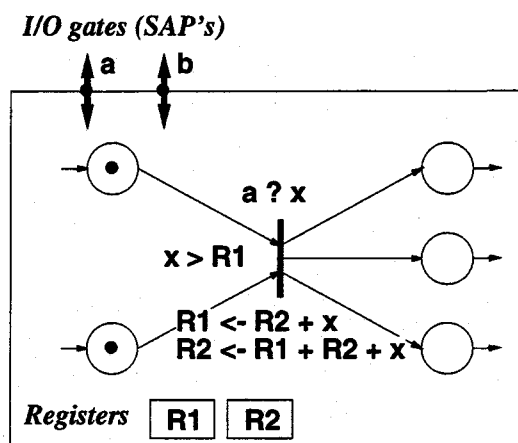 I/O gates (SAP's)
a b
a ? x
x > R1
R1 <- R2 + x
R2 <- R1 + R2 + x
Registers R1 R2